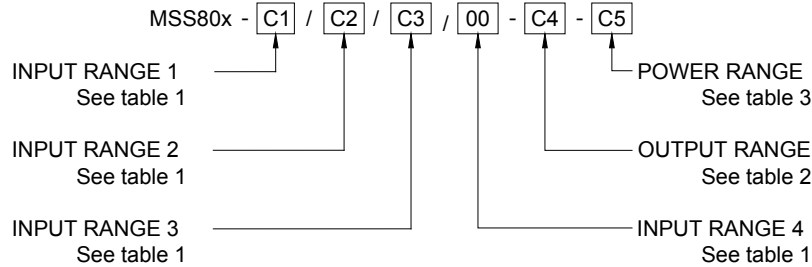 MSS80x - C1 / C2 / C3 / 00 - C4 - C5
INPUT RANGE 1
See table 1
POWER RANGE
See table 3
INPUT RANGE 2
See table 1
OUTPUT RANGE
See table 2
INPUT RANGE 3
See table 1
INPUT RANGE 4
See table 1